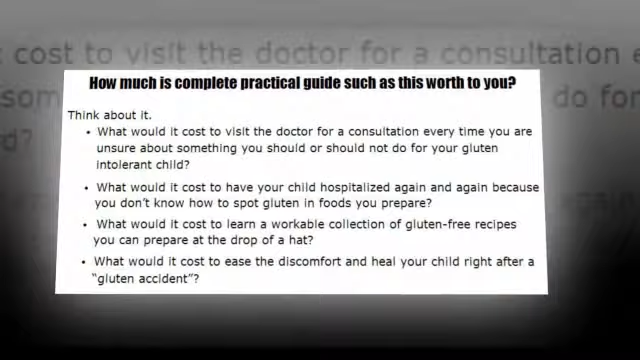 cost to visit the doctor for a consultation e
som
do for
d?
How much is complete practical guide such as this worth to you?
Think about it.
• What would it cost to visit the doctor for a consultation every time you are
unsure about something you should or should not do for your gluten
intolerant child?
• What would it cost to have your child hospitalized again and again because
you don't know how to spot gluten in foods you prepare?
• What would it cost to learn a workable collection of gluten-free recipes
you can prepare at the drop of a hat?
• What would it cost to ease the discomfort and heal your child right after a
"gluten accident"?